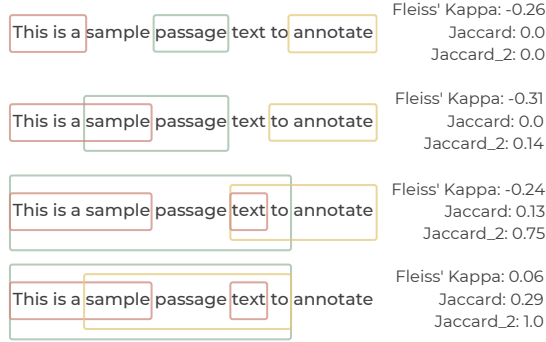 This is a sample passage text to annotate
Fleiss' Kappa: -0.26
Jaccard: 0.0
Jaccard_2: 0.0
This is a sample passage text to annotate
Fleiss' Kappa: -0.31
Jaccard: 0.0
Jaccard_2: 0.14
This is a sample passage text to annotate
Fleiss' Kappa: -0.24
Jaccard: 0.13
Jaccard_2: 0.75
This is a sample passage text to annotate
Fleiss' Kappa: 0.06
Jaccard: 0.29
Jaccard_2: 1.0